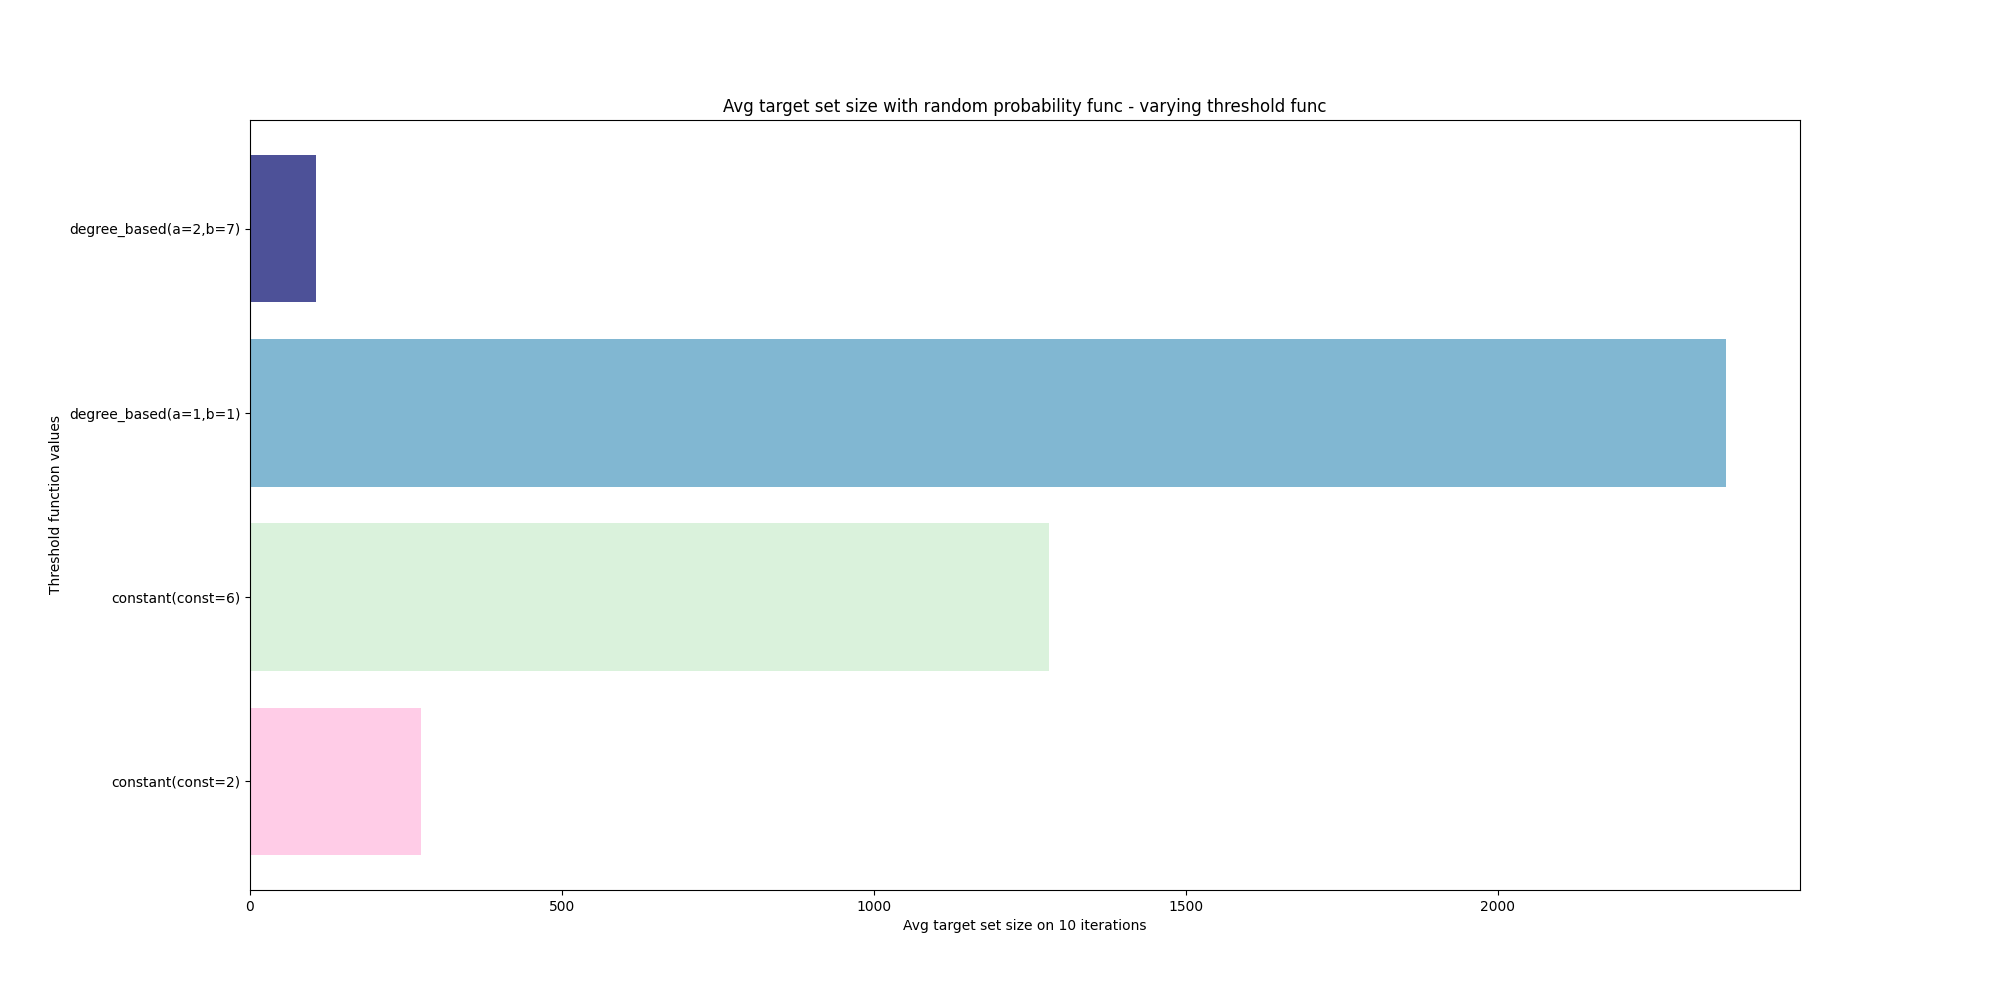 Avg target set size with random probability func - varying threshold func
Threshold function values
degree_based(a=2,b=7)
degree_based(a=1,b=1)
constant(const=6)
constant(const=2)
0 500 1000 1500 2000
Avg target set size on 10 iterations